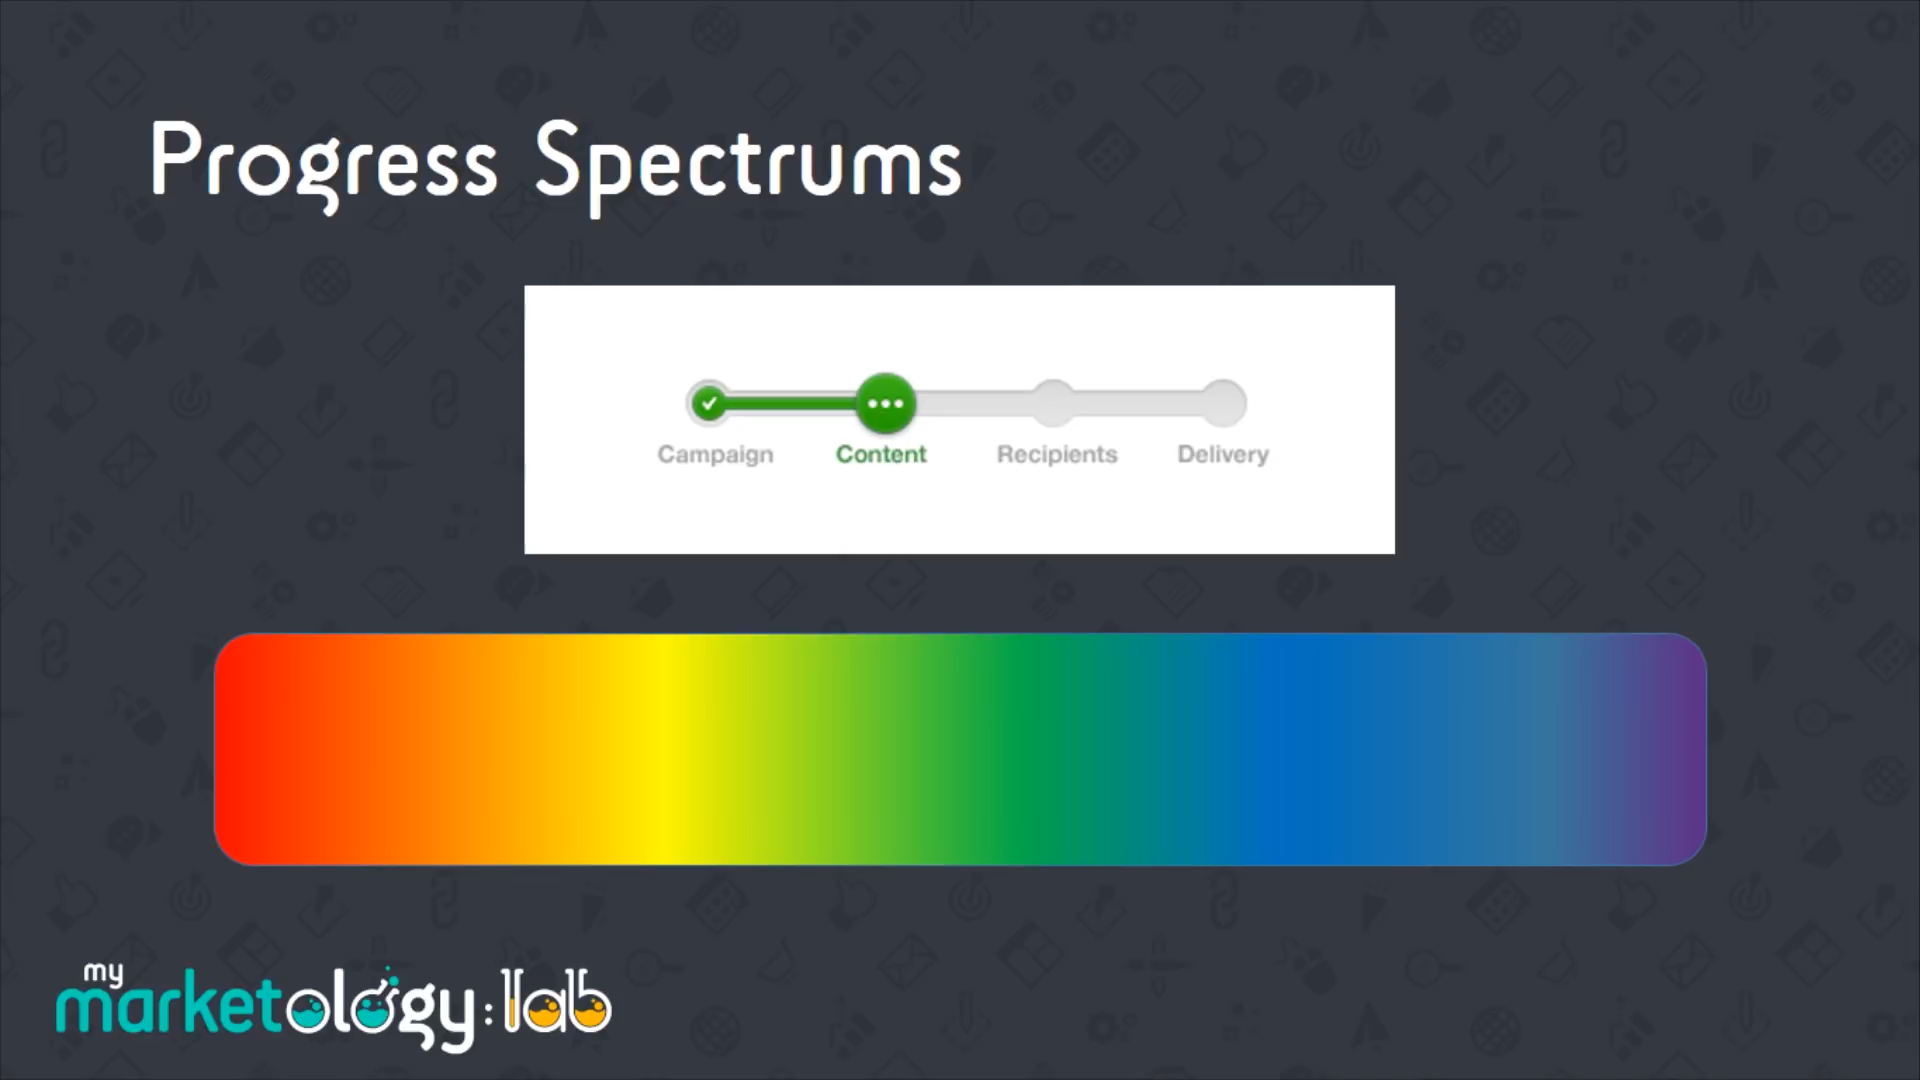 Progress Spectrums
Campaign Content Recipients Delivery
my
marketology:lab